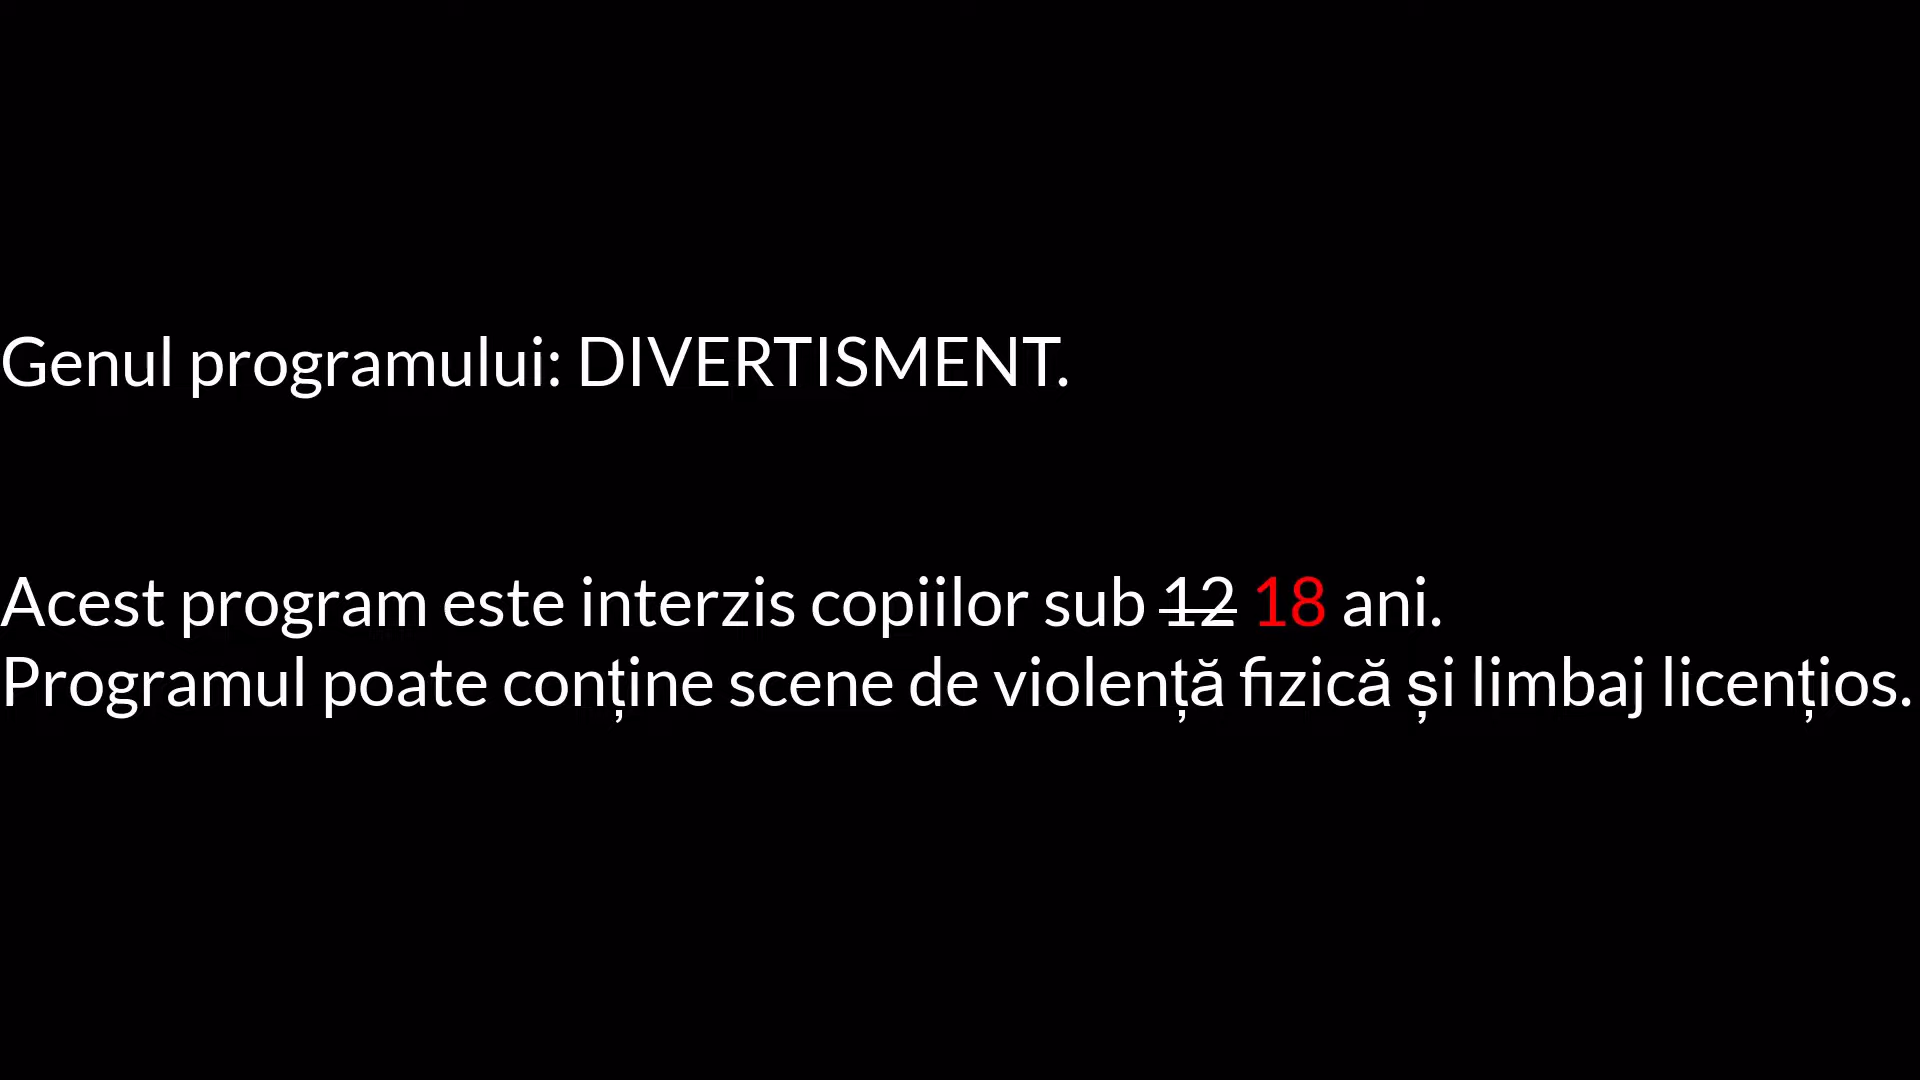 Genul programului: DIVERTISMENT.
Acest program este interzis copiilor sub 12 18 ani.
Programul poate conține scene de violență fizică și limbaj licențios.